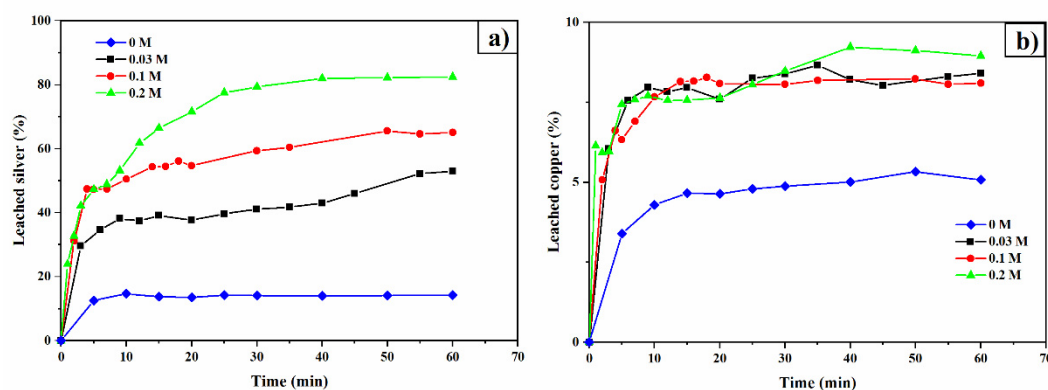 a)
100
80
60
40
20
0
Leached silver (%)
0 M
0.03 M
0.1 M
0.2 M
0 10 20 30 40 50 60 70
Time (min)
b)
10
5
0
Leached copper (%)
0 M
0.03 M
0.1 M
0.2 M
0 10 20 30 40 50 60 70
Time (min)